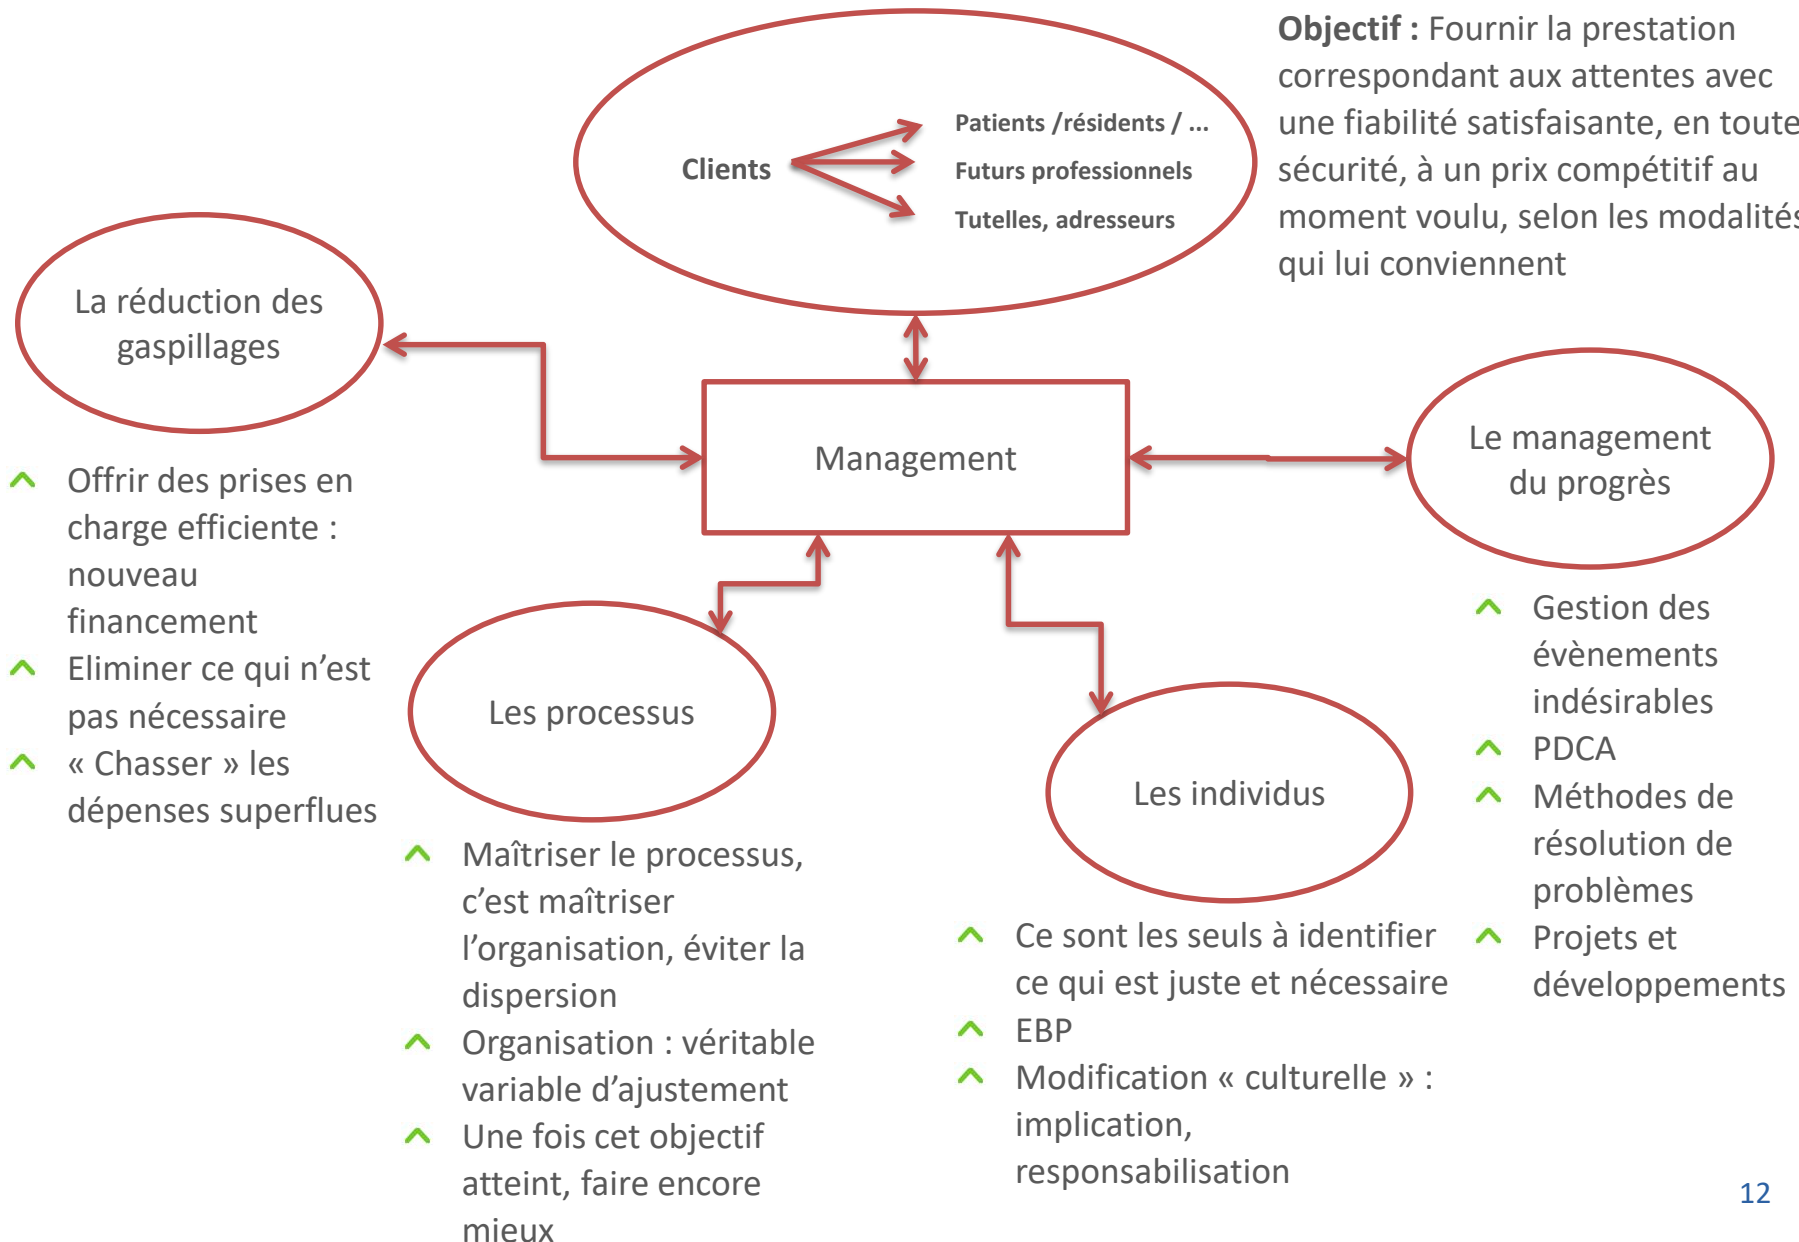 Objectif : Fournir la prestation
correspondant aux attentes avec
une fiabilité satisfaisante, en toute
sécurité, à un prix compétitif au
moment voulu, selon les modalités
qui lui conviennent
Clients
Patients /résidents / ...
Futurs professionnels
Tutelles, adresseurs
La réduction des
gaspillages
Offrir des prises en
charge efficiente :
nouveau
financement
Eliminer ce qui n’est
pas nécessaire
« Chasser » les
dépenses superflues
Management
Le management
du progrès
Gestion des
évènements
indésirables
PDCA
Méthodes de
résolution de
problèmes
Projets et
développements
Les processus
Maîtriser le processus,
c’est maîtriser
l’organisation, éviter la
dispersion
Organisation : véritable
variable d’ajustement
Une fois cet objectif
atteint, faire encore
mieux
Les individus
Ce sont les seuls à identifier
ce qui est juste et nécessaire
EBP
Modification « culturelle » :
implication,
responsabilisation
12